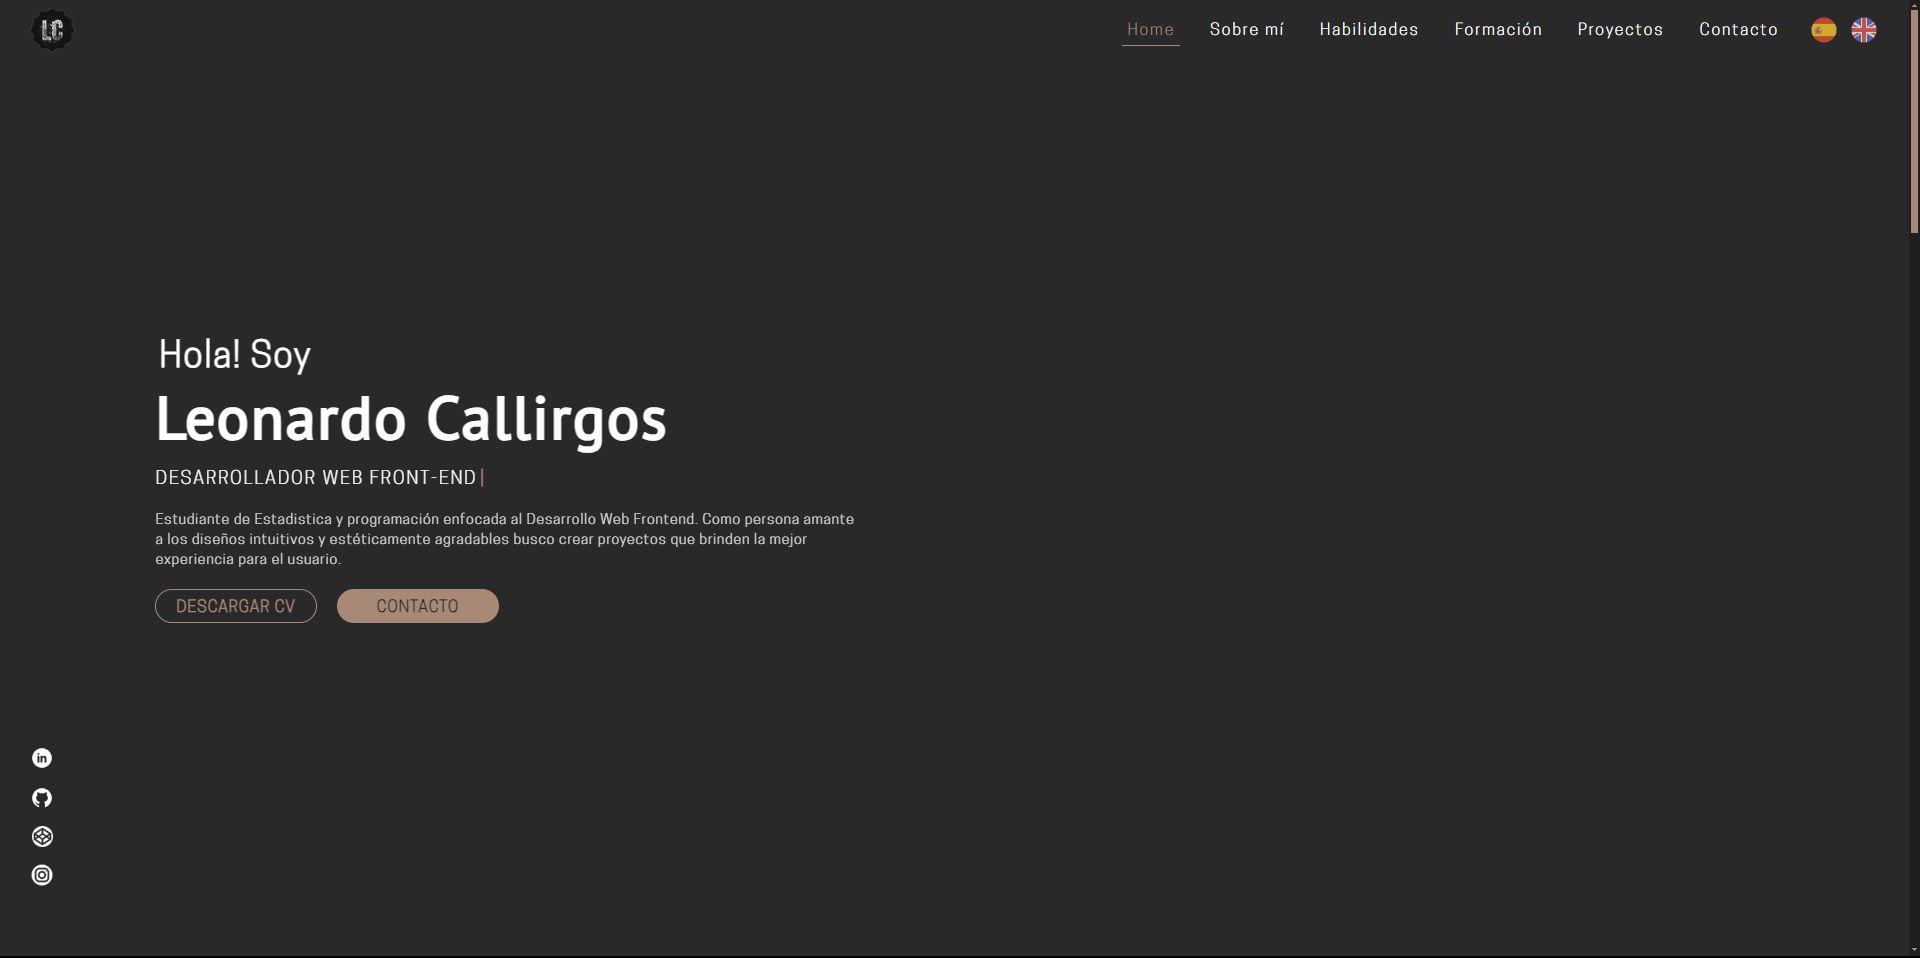 LC
Home
Sobre mí
Habilidades
Formación
Proyectos
Contacto
Hola! Soy
Leonardo Callirgos
DESARROLLADOR WEB FRONT-END|
Estudiante de Estadistica y programación enfocada al Desarrollo Web Frontend. Como persona amante
a los diseños intuitivos y estéticamente agradables busco crear proyectos que brinden la mejor
experiencia para el usuario.
DESCARGAR CV
CONTACTO
in